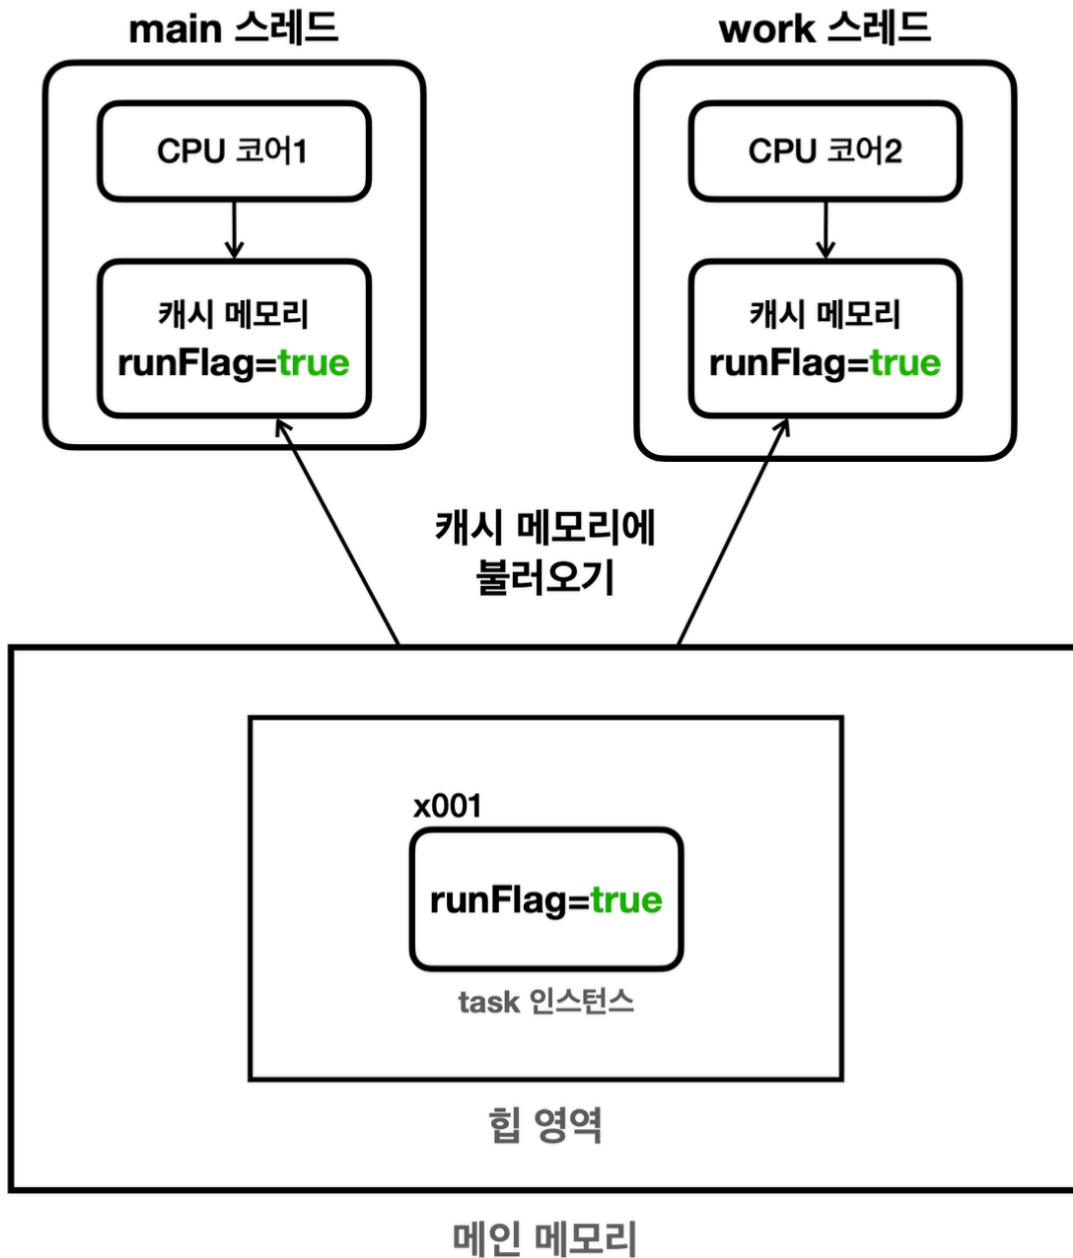 main 스레드
work 스레드
CPU 코어1
CPU 코어2
캐시 메모리
runFlag=true
캐시 메모리
runFlag=true
캐시 메모리에
불러오기
x001
runFlag=true
task 인스턴스
힙 영역
메인 메모리